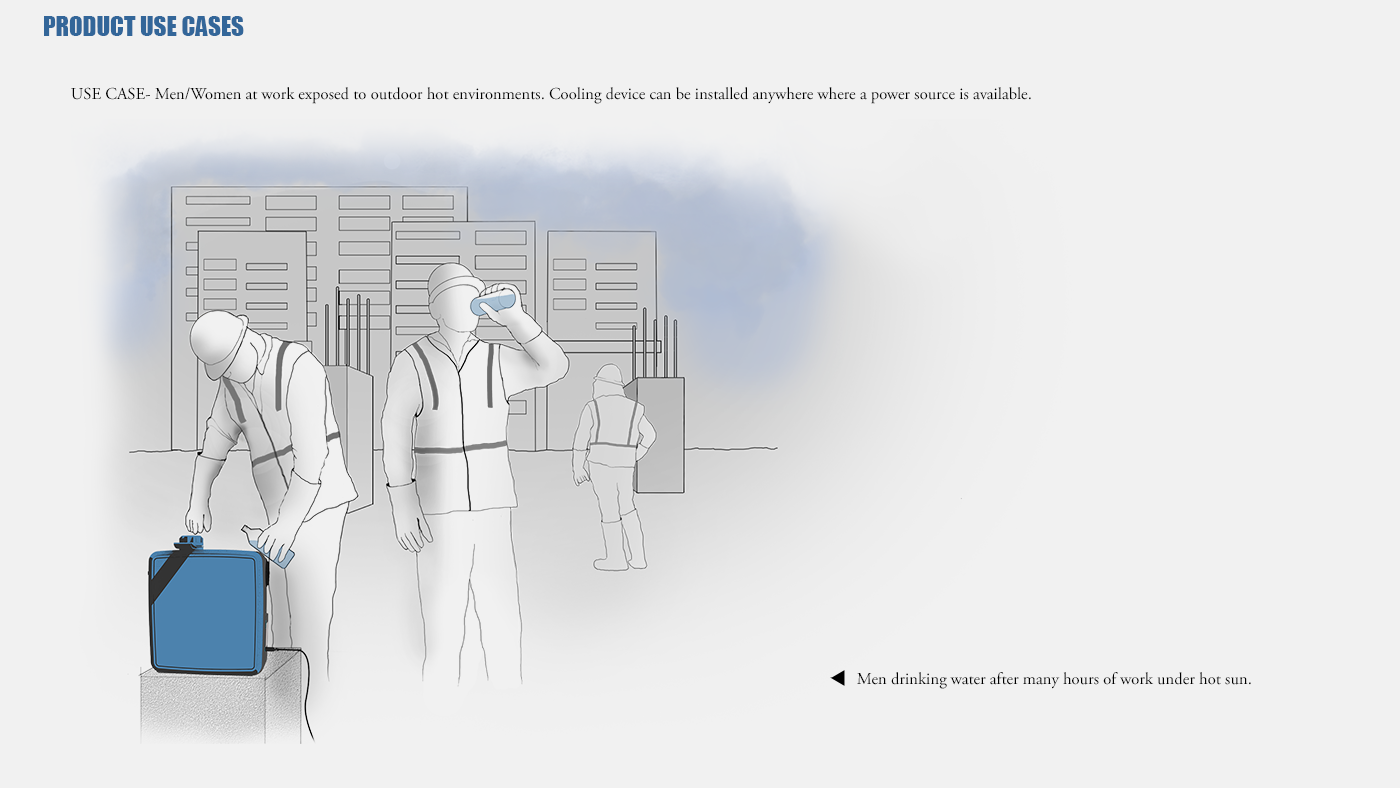 PRODUCT USE CASES
USE CASE- Men/Women at work exposed to outdoor hot environments. Cooling device can be installed anywhere where a power source is available.
Men drinking water after many hours of work under hot sun.